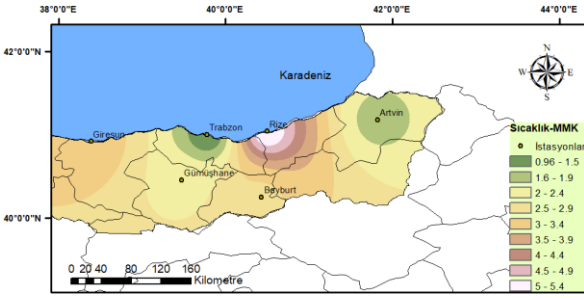 38°0'0"E 40°0'0"E 42°0'0"E 44°0'0"E
42°0'0"N
40°0'0"N
Karadeniz
N
W E
S
Artvin
Rize
Trabzon
Giresun
Gümüşhane
Bayburt
Sıcaklık-MMK
İstasyonlar
0.96 - 1.5
1.6 - 1.9
2 - 2.4
2.5 - 2.9
3 - 3.4
3.5 - 3.9
4 - 4.4
4.5 - 4.9
5 - 5.4
0 20 40 80 120 160
Kilometre